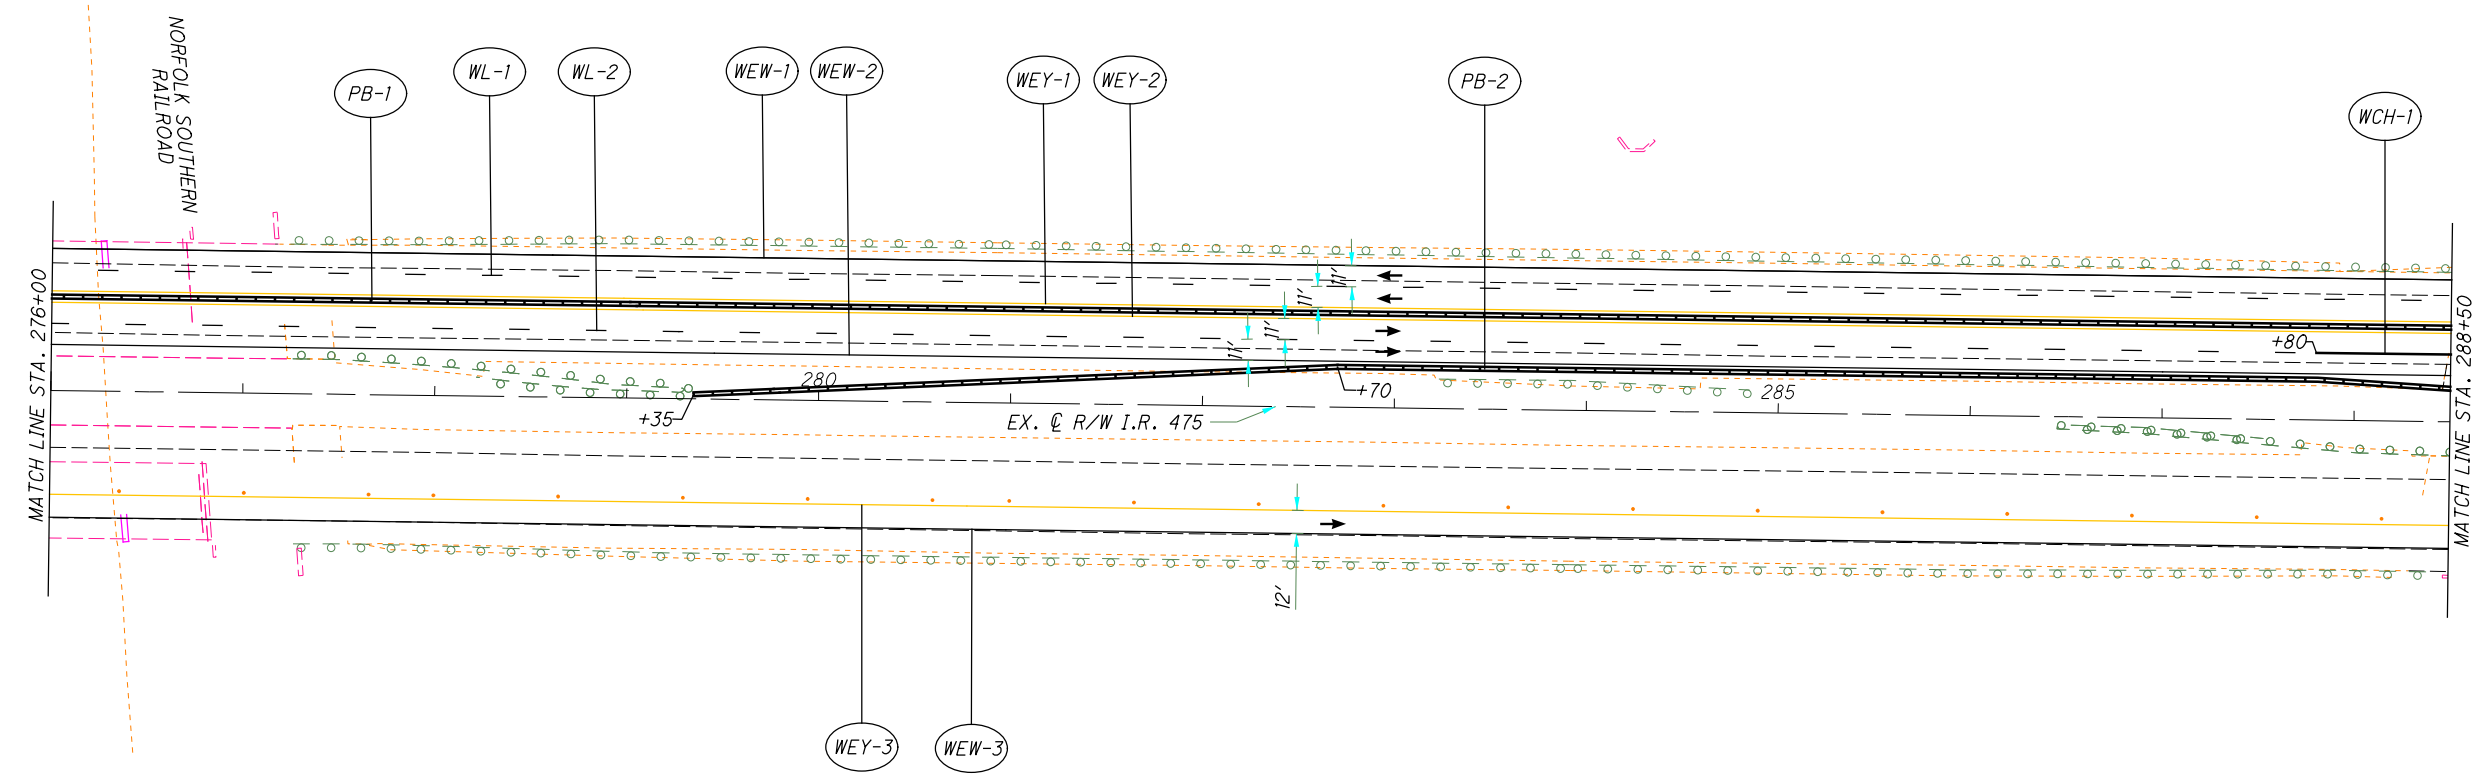 NORFOLK SOUTHERN
RAILROAD
PB-1
WL-1
WL-2
WEW-1
WEW-2
WEY-1
WEY-2
PB-2
WCH-1
MATCH LINE STA. 276+00
MATCH LINE STA. 288+50
11'
11'
11'
11'
+80
280
285
+35
+70
EX. ℄ R/W I.R. 475
12'
WEY-3
WEW-3